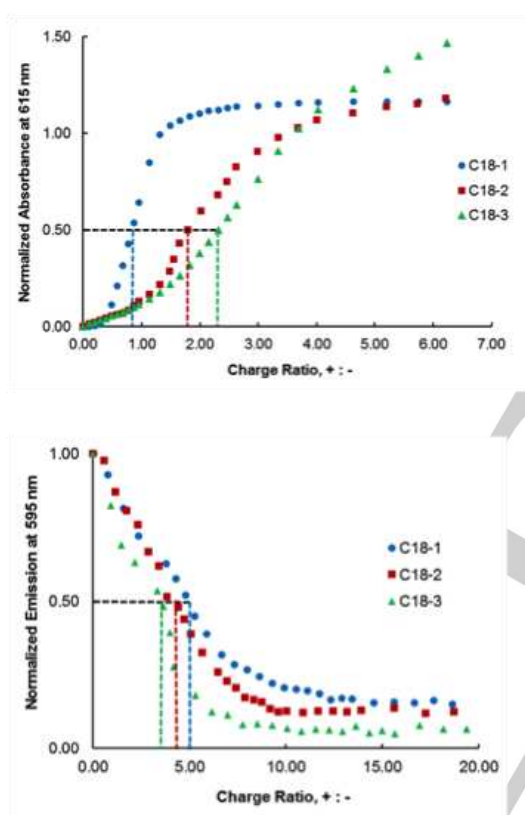 1.50
1.00
0.50
0.00
Normalized Absorbance at 615 nm
C18-1
C18-2
C18-3
0.00 1.00 2.00 3.00 4.00 5.00 6.00 7.00
Charge Ratio, + : -
1.00
0.50
0.00
Normalized Emission at 595 nm
C18-1
C18-2
C18-3
0.00 5.00 10.00 15.00 20.00
Charge Ratio, + : -